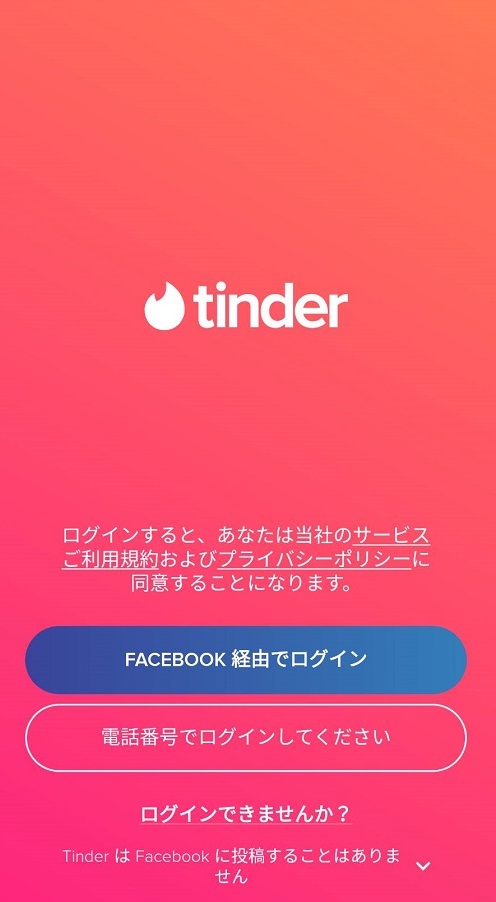 tinder
ログインすると、あなたは当社のサービス
ご利用規約およびプライバシーポリシーに
同意することになります。
FACEBOOK 経由でログイン
電話番号でログインしてください
ログインできませんか？
Tinder は Facebook に投稿することはありま
せん